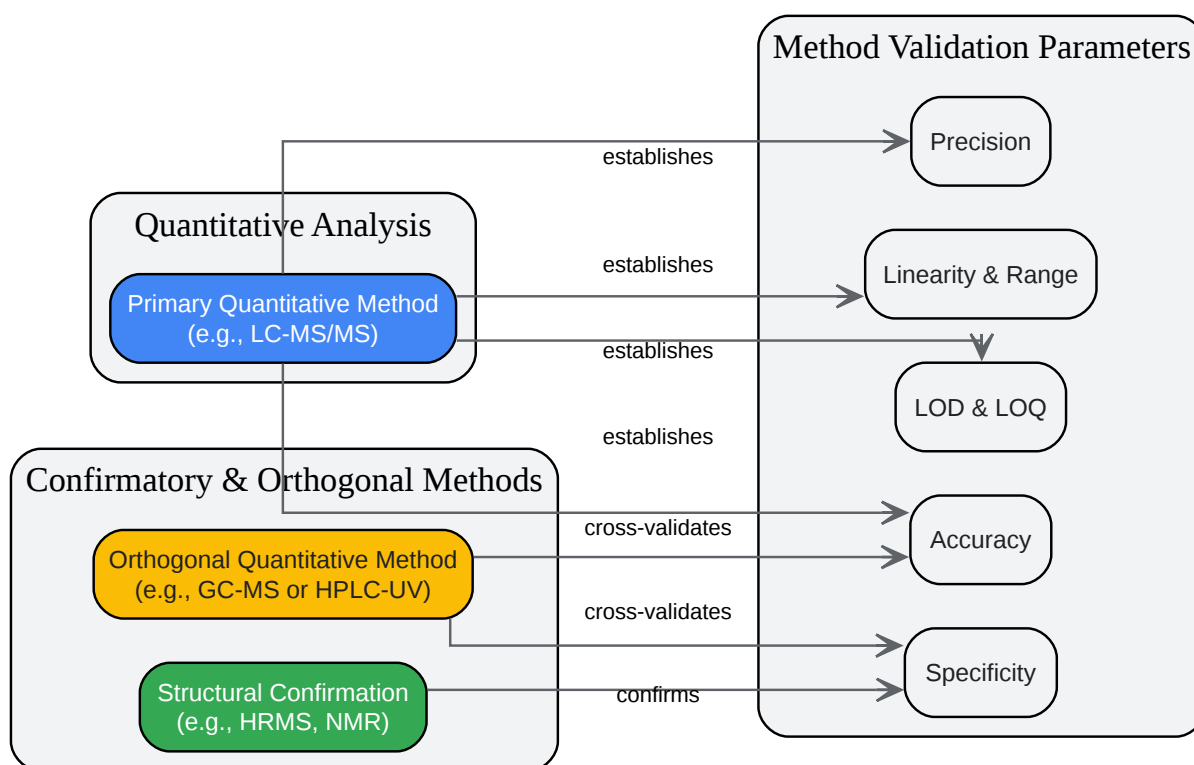 Method Validation Parameters
Precision
establishes
Quantitative Analysis
establishes
Linearity & Range
Primary Quantitative Method
(e.g., LC-MS/MS)
establishes
LOD & LOQ
establishes
Confirmatory & Orthogonal Methods
cross-validates
Accuracy
Orthogonal Quantitative Method
(e.g., GC-MS or HPLC-UV)
cross-validates
Specificity
Structural Confirmation
(e.g., HRMS, NMR)
confirms